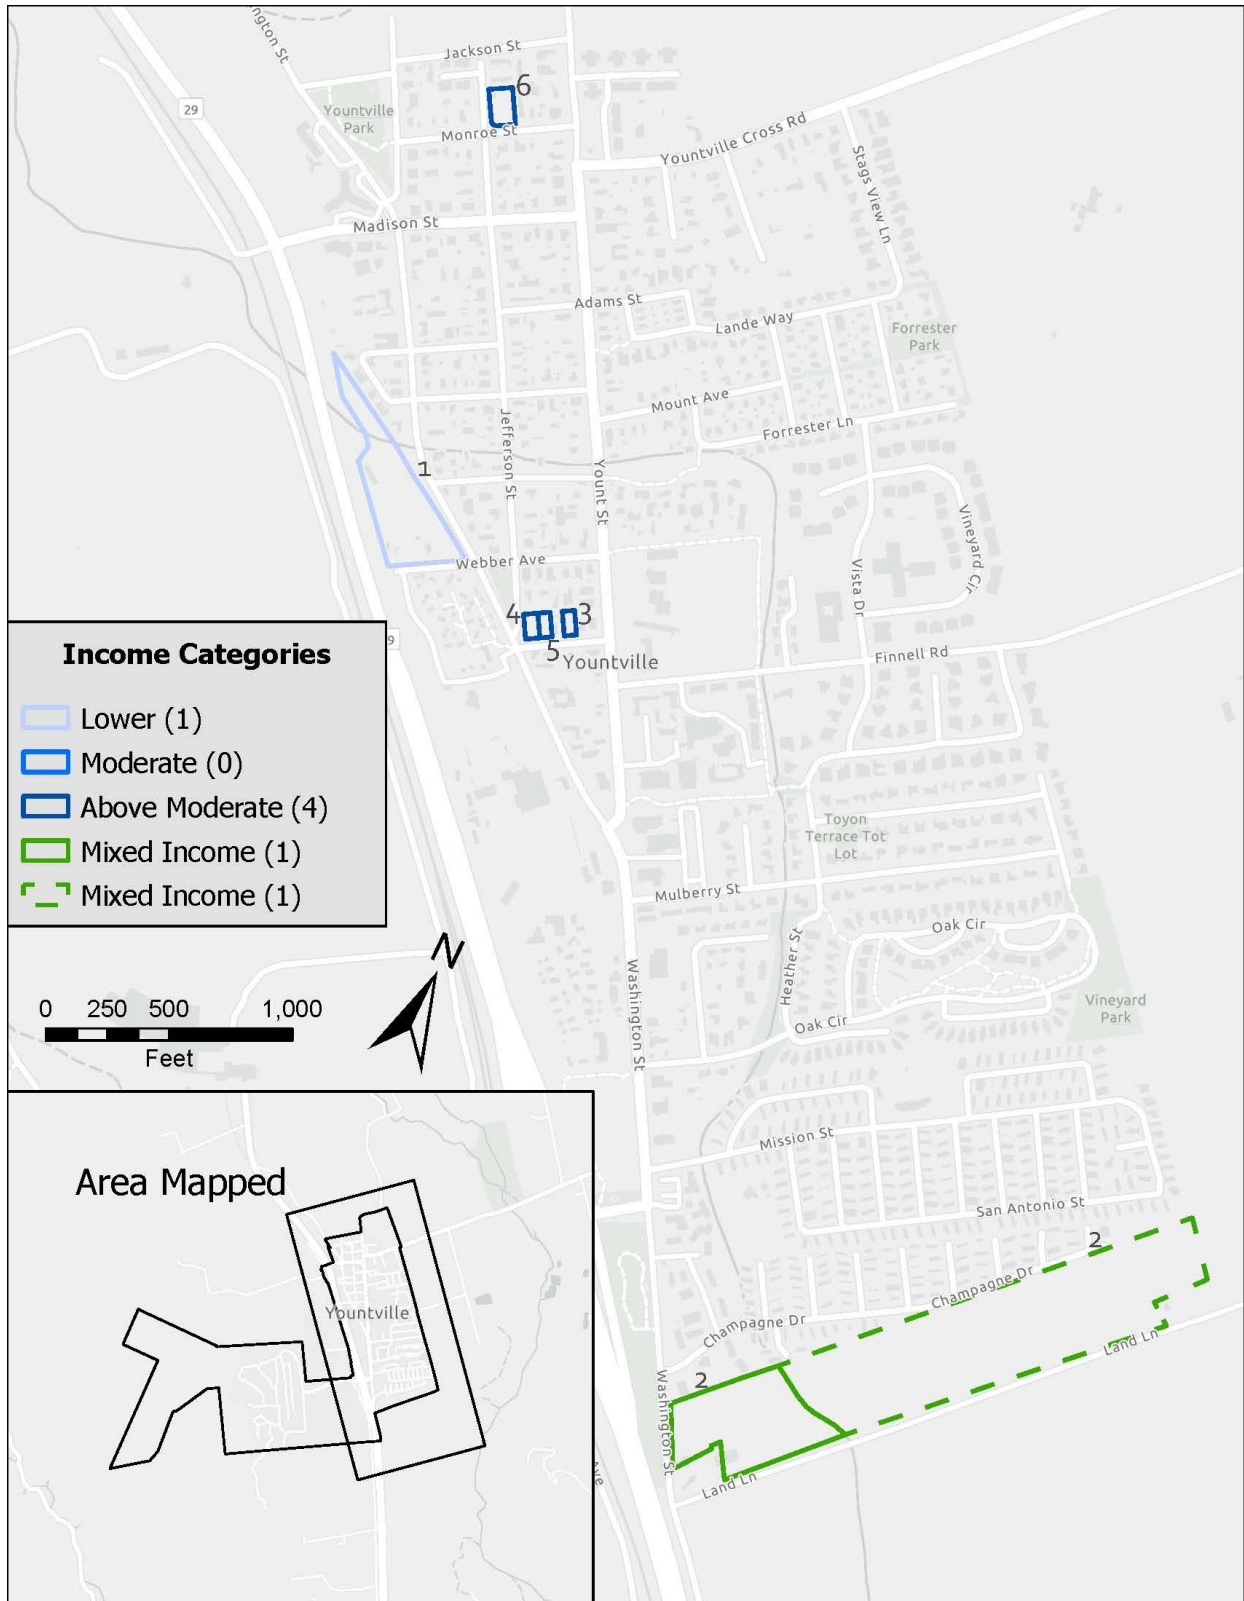 ngton St
Jackson St
6
29
Yountville
Park
Monroe St
Yountville Cross Rd
Stags View Ln
Madison St
Adams St
Lande Way
Forrester
Park
Mount Ave
Jefferson St
Forrester Ln
1
Yount St
Vineyard Cir
Webber Ave
Vista Dr
4
3
5
Yountville
9
Finnell Rd
Income Categories
Lower (1)
Moderate (0)
Above Moderate (4)
Mixed Income (1)
Mixed Income (1)
Toyon
Terrace Tot
Lot
Mulberry St
Oak Cir
Heather St
Washington St
N
Vineyard
Park
Oak Cir
0 250 500 1,000
Feet
Mission St
Area Mapped
San Antonio St
2
Champagne Dr
Yountville
Champagne Dr
Land Ln
2
Washington St
Ave
Land Ln